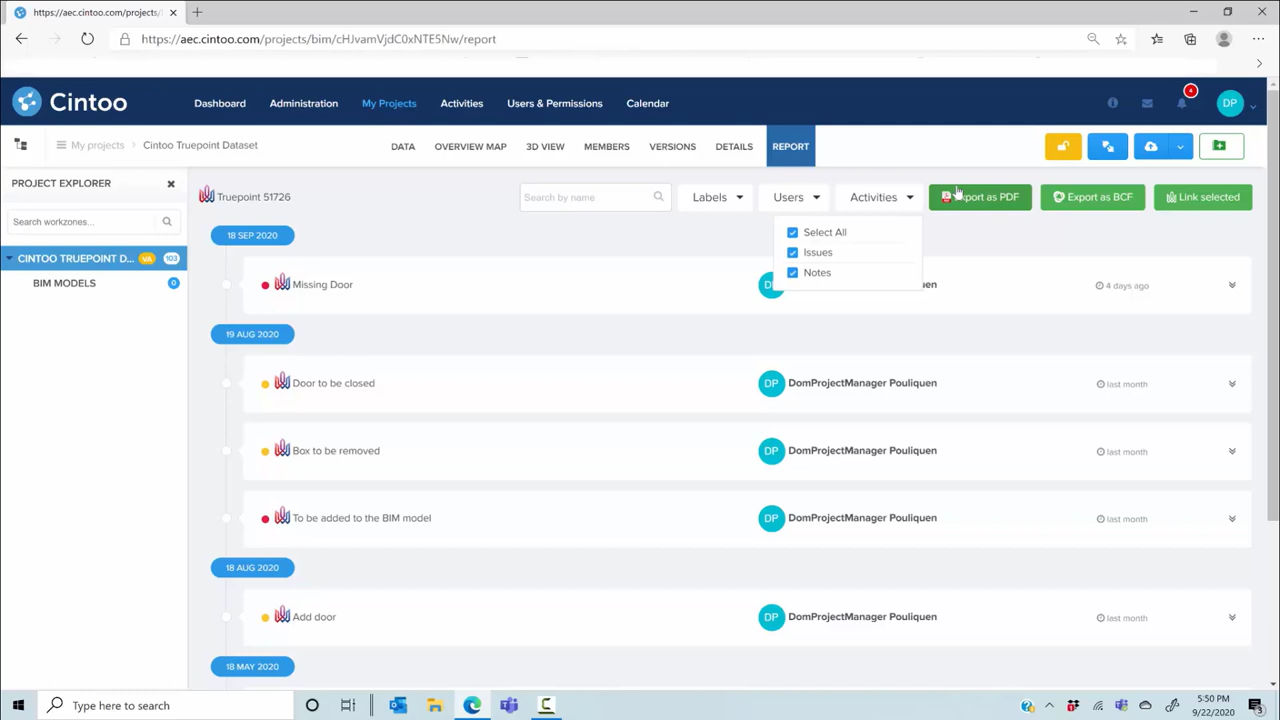 https://aec.cintoo.com/projects/
https://aec.cintoo.com/projects/bim/cHJvamVjdC0xNTE5Nw/report
Cintoo
Dashboard
Administration
My Projects
Activities
Users & Permissions
Calendar
4
DP
My projects > Cintoo Truepoint Dataset
DATA
OVERVIEW MAP
3D VIEW
MEMBERS
VERSIONS
DETAILS
REPORT
PROJECT EXPLORER
Search workzones...
CINTOO TRUEPOINT D... VA 103
BIM MODELS 0
Truepoint 51726
Search by name
Labels
Users
Activities
Export as PDF
Export as BCF
Link selected
Select All
Issues
Notes
18 SEP 2020
Missing Door
4 days ago
19 AUG 2020
Door to be closed
DP DomProjectManager Pouliquen
last month
Box to be removed
DP DomProjectManager Pouliquen
last month
To be added to the BIM model
DP DomProjectManager Pouliquen
last month
18 AUG 2020
Add door
DP DomProjectManager Pouliquen
last month
18 MAY 2020
Type here to search
5:50 PM
9/22/2020
3